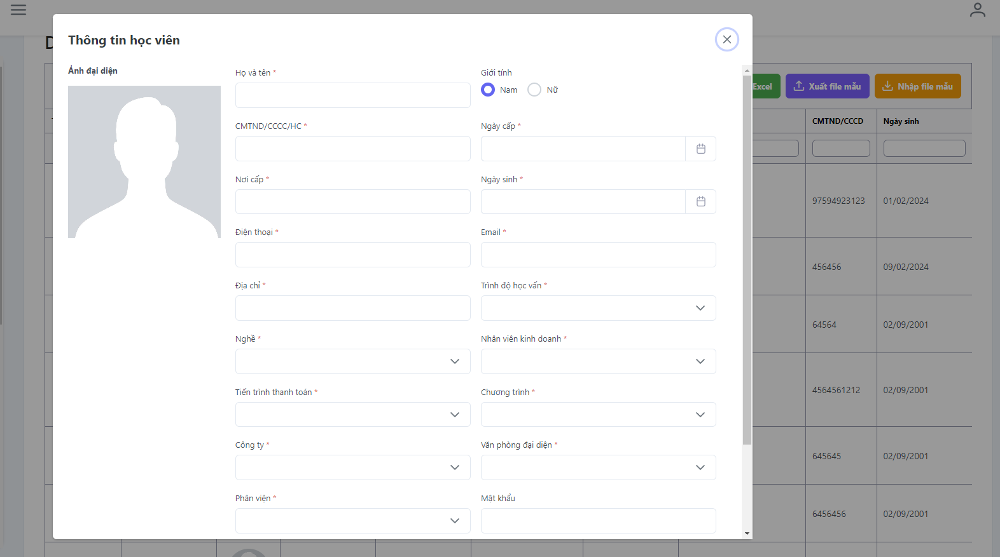 Thông tin học viên
Ảnh đại diện
Họ và tên *
Giới tính
Nam
Nữ
CMTND/CCCC/HC *
Ngày cấp *
Nơi cấp *
Ngày sinh *
Điện thoại *
Email *
Địa chỉ *
Trình độ học vấn *
Nghề *
Nhân viên kinh doanh *
Tiến trình thanh toán *
Chương trình *
Công ty *
Văn phòng đại diện *
Phân viện *
Mật khẩu
Excel
Xuất file mẫu
Nhập file mẫu
CMTND/CCCD
Ngày sinh
97594923123
01/02/2024
456456
09/02/2024
64564
02/09/2001
4564561212
02/09/2001
645645
02/09/2001
6456456
02/09/2001